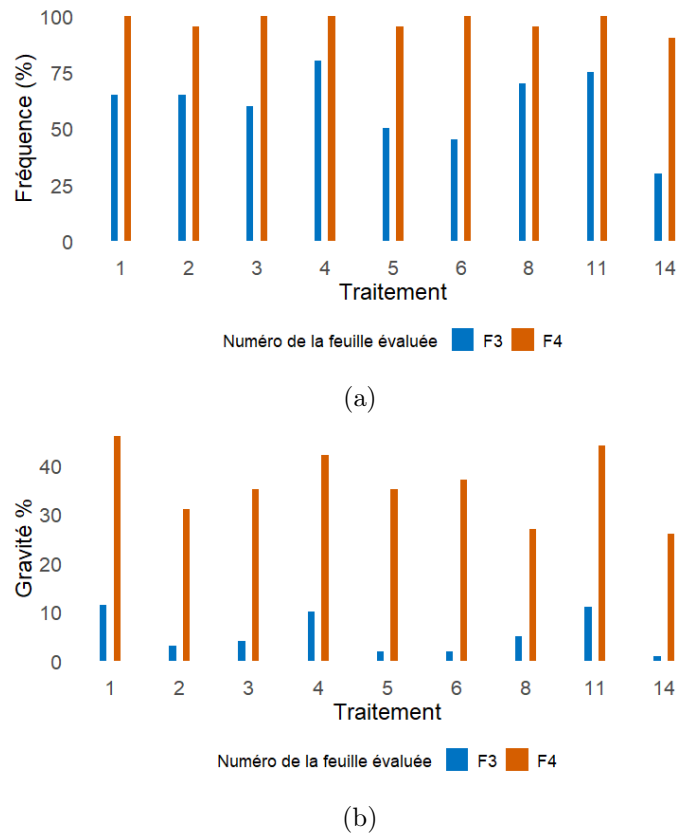 Fréquence (%)
100
75
50
25
0
1 2 3 4 5 6 8 11 14
Traitement
Numéro de la feuille évaluée F3 F4
(a)
Gravité %
40
30
20
10
0
1 2 3 4 5 6 8 11 14
Traitement
Numéro de la feuille évaluée F3 F4
(b)